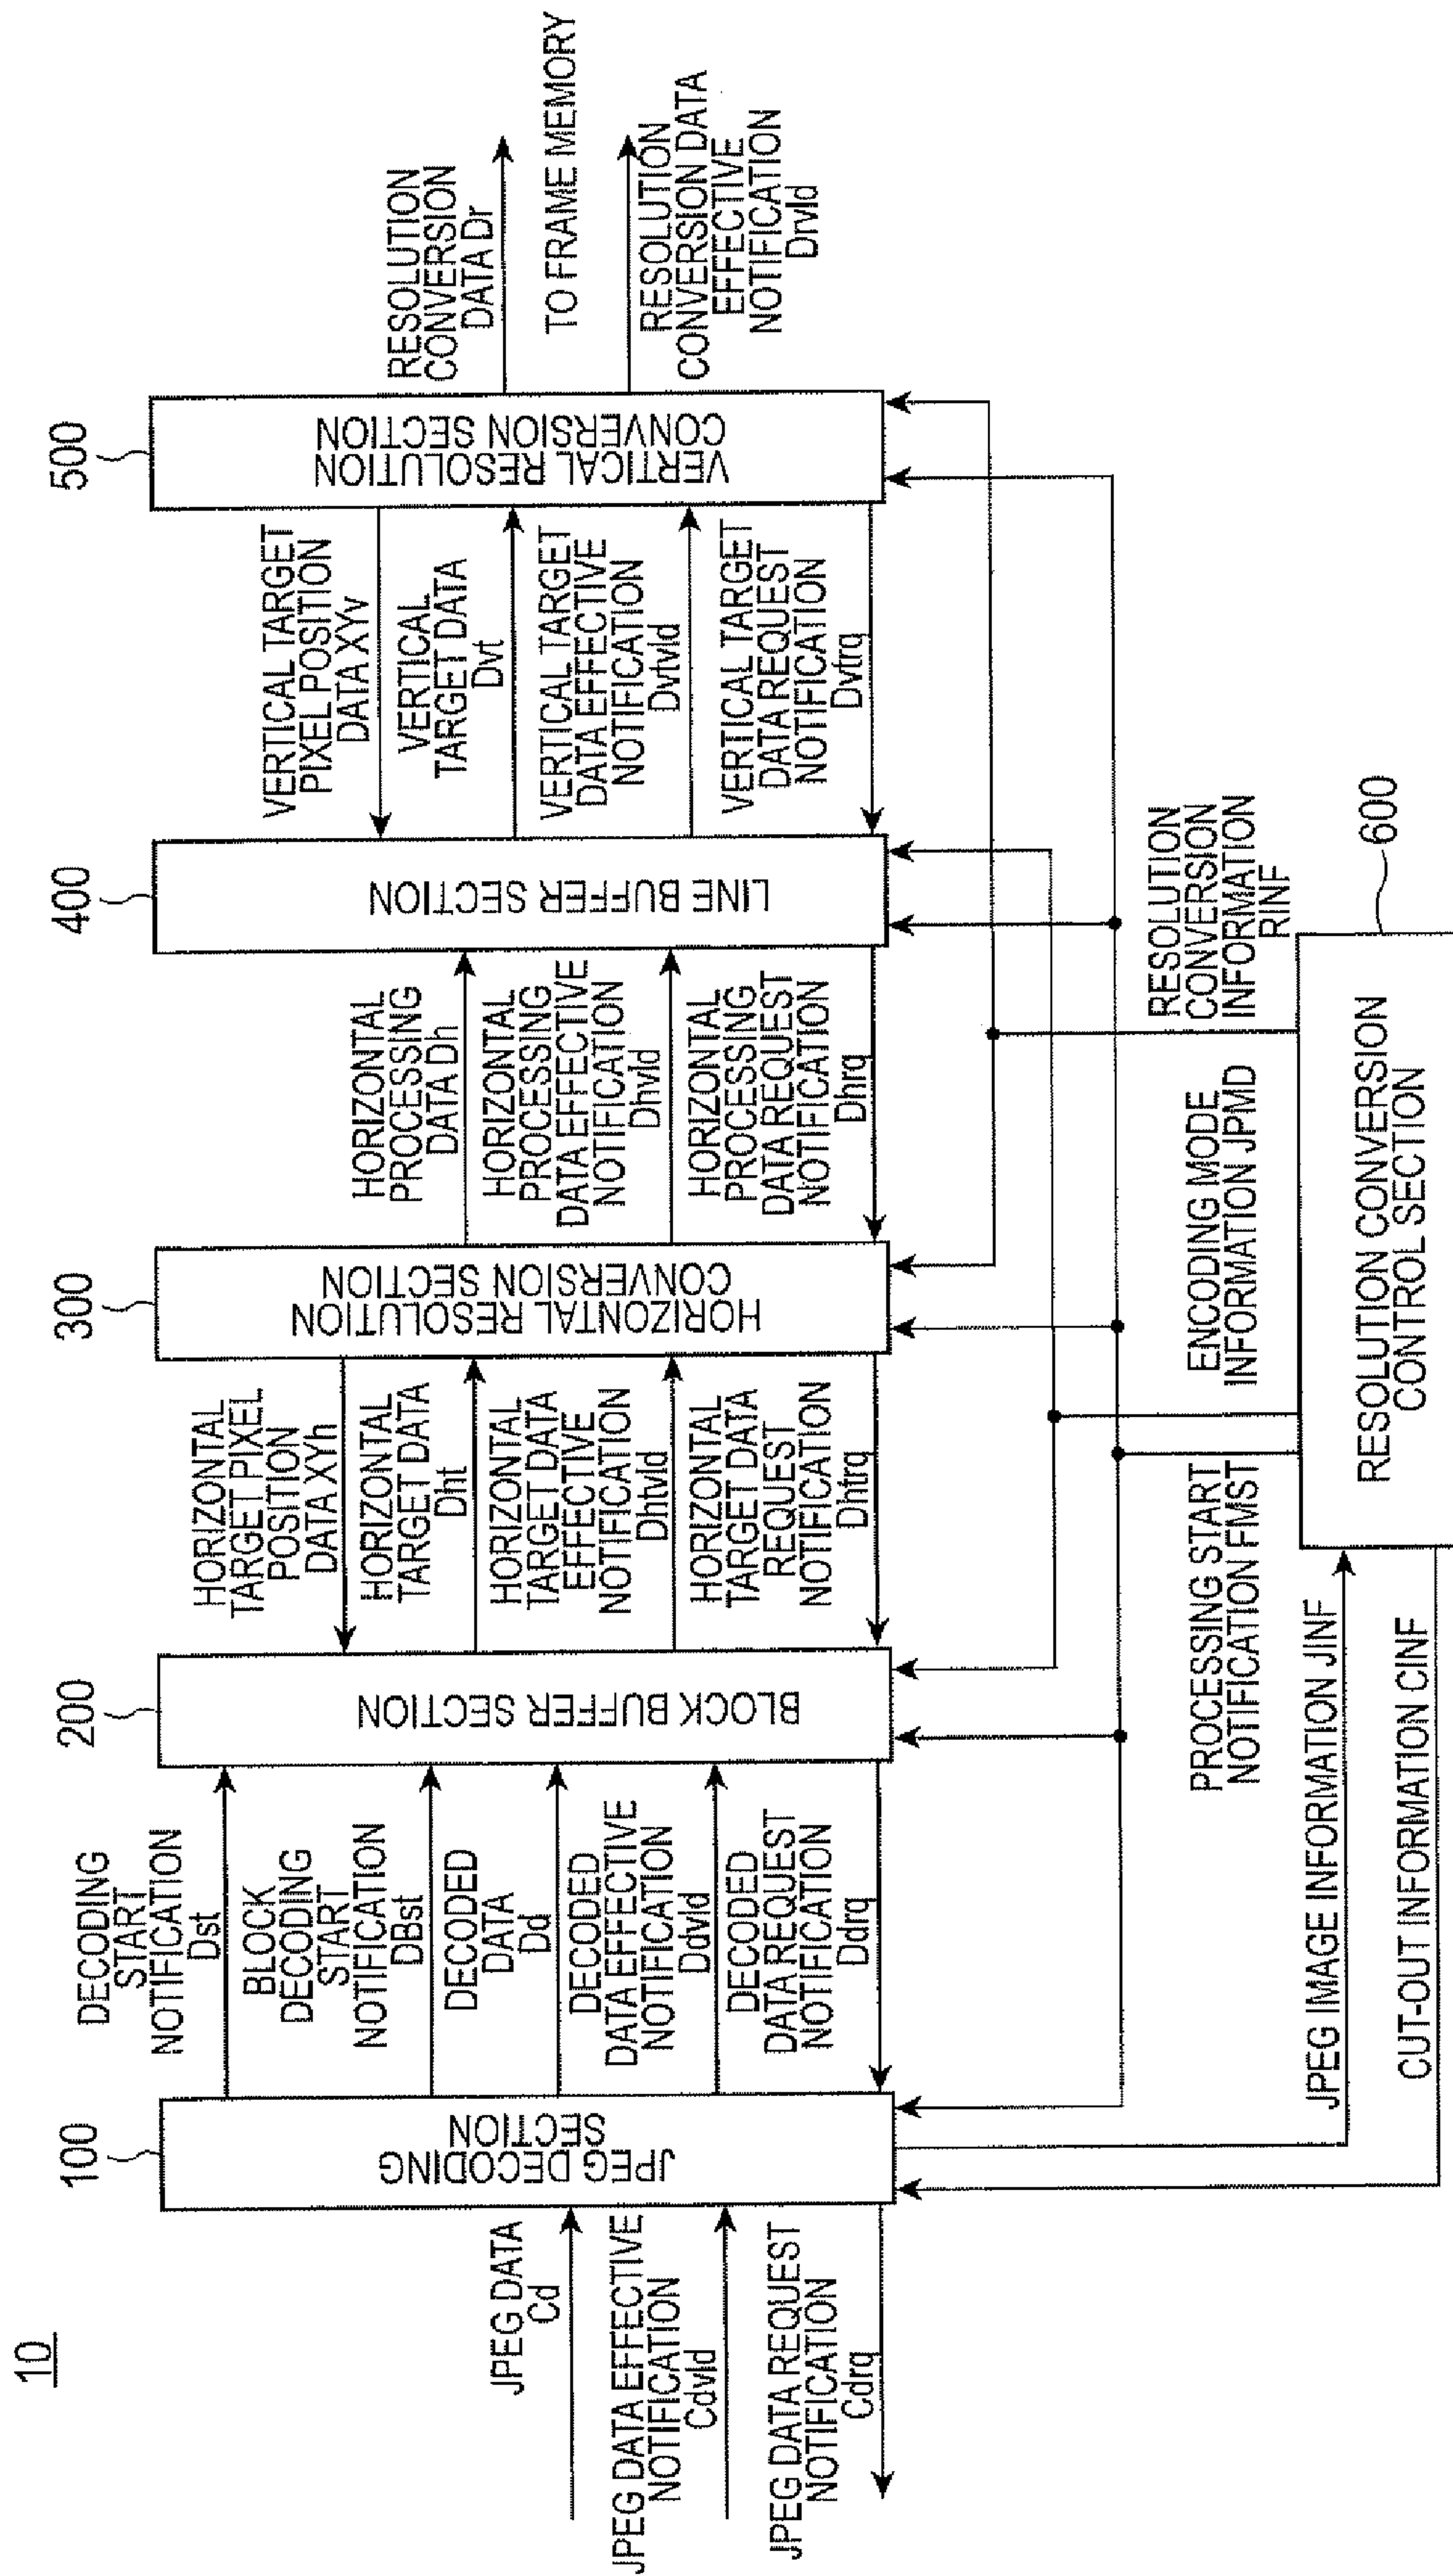 10
JPEG DATA
Cd
JPEG DATA EFFECTIVE
NOTIFICATION
Cdvld
JPEG DATA REQUEST
NOTIFICATION
Cdrq
100
JPEG DECODING
SECTION
DECODING
START
NOTIFICATION
Dst
BLOCK
DECODING
START
NOTIFICATION
DBst
DECODED
DATA
Dd
DECODED
DATA EFFECTIVE
NOTIFICATION
Ddvld
DECODED
DATA REQUEST
NOTIFICATION
Ddrq
200
BLOCK BUFFER SECTION
HORIZONTAL
TARGET PIXEL
POSITION
DATA XYh
HORIZONTAL
TARGET DATA
Dht
HORIZONTAL
TARGET DATA
EFFECTIVE
NOTIFICATION
Dhtvld
HORIZONTAL
TARGET DATA
REQUEST
NOTIFICATION
Dhtrq
300
HORIZONTAL RESOLUTION
CONVERSION SECTION
HORIZONTAL
PROCESSING
DATA Dh
HORIZONTAL
PROCESSING
DATA EFFECTIVE
NOTIFICATION
Dhvld
HORIZONTAL
PROCESSING
DATA REQUEST
NOTIFICATION
Dhrq
400
LINE BUFFER SECTION
VERTICAL TARGET
PIXEL POSITION
DATA XYv
VERTICAL
TARGET DATA
Dvt
VERTICAL TARGET
DATA EFFECTIVE
NOTIFICATION
Dvtvld
VERTICAL TARGET
DATA REQUEST
NOTIFICATION
Dvtrq
500
VERTICAL RESOLUTION
CONVERSION SECTION
RESOLUTION
CONVERSION
DATA Dr
TO FRAME MEMORY
RESOLUTION
CONVERSION DATA
EFFECTIVE
NOTIFICATION
Drvld
JPEG IMAGE INFORMATION JINF
CUT-OUT INFORMATION CINF
PROCESSING START
NOTIFICATION FMST
ENCODING MODE
INFORMATION JPMD
RESOLUTION
CONVERSION
INFORMATION
RINF
600
RESOLUTION CONVERSION
CONTROL SECTION